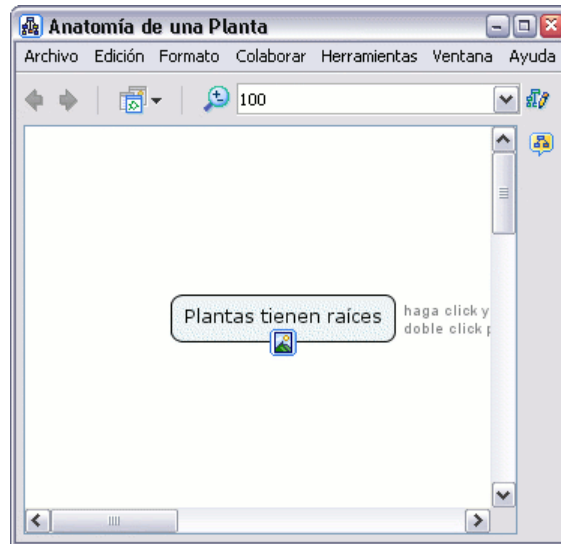 Anatomía de una Planta
Archivo Edición Formato Colaborar Herramientas Ventana Ayuda
100
Plantas tienen raíces
haga click y
doble click